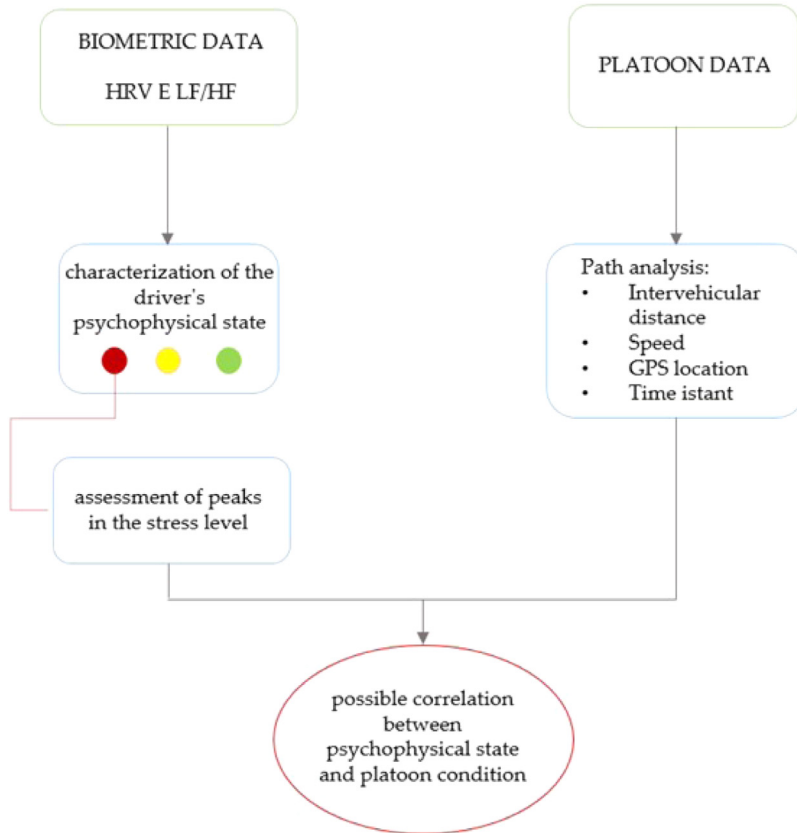 BIOMETRIC DATA
HRV E LF/HF
PLATOON DATA
characterization of the
driver's
psychophysical state
Path analysis:
• Intervehicular
distance
• Speed
• GPS location
• Time istant
assessment of peaks
in the stress level
possible correlation
between
psychophysical state
and platoon condition